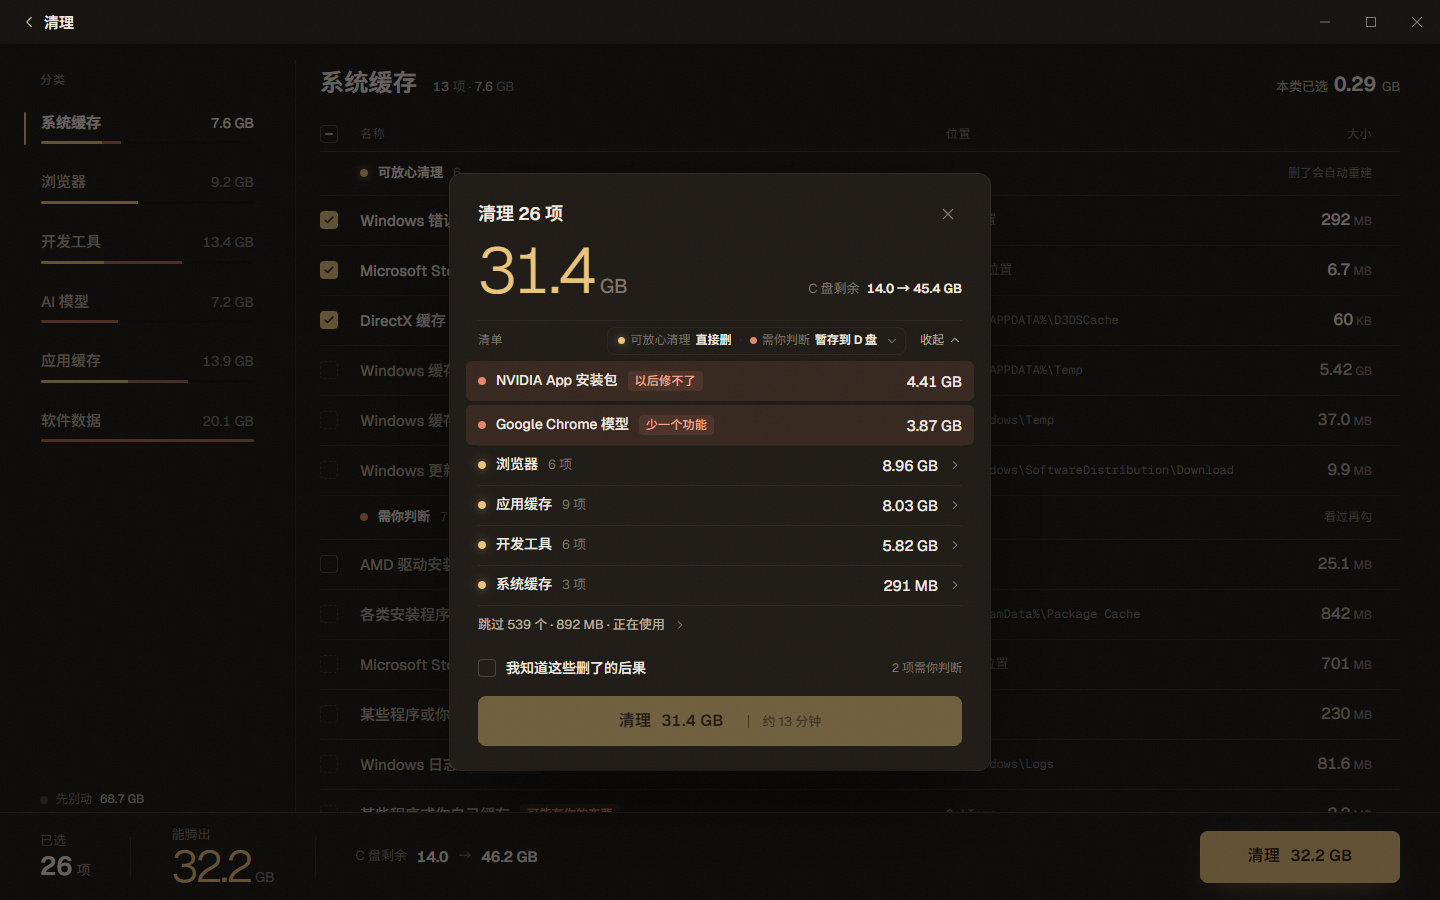 清理
分类
系统缓存 7.6 GB
浏览器 9.2 GB
开发工具 13.4 GB
AI 模型 7.2 GB
应用缓存 13.9 GB
软件数据 20.1 GB
先别动 68.7 GB
系统缓存 13 项 · 7.6 GB
本类已选 0.29 GB
名称 位置 大小
可放心清理 6 删了会自动重建
Windows 错 292 MB
Microsoft Sto 位置 6.7 MB
DirectX 缓存 APPDATA%\D3DSCache 60 KB
Windows 缓存 APPDATA%\Temp 5.42 GB
Windows 缓存 dows\Temp 37.0 MB
Windows 更新 dows\SoftwareDistribution\Download 9.9 MB
需你判断 7 看过再勾
AMD 驱动安装 25.1 MB
各类安装程序 amData%\Package Cache 842 MB
Microsoft Sto 置 701 MB
某些程序或你 230 MB
Windows 日志 dows\Logs 81.6 MB
清理 26 项
31.4 GB
C 盘剩余 14.0 → 45.4 GB
清单 可放心清理 直接删 · 需你判断 暂存到 D 盘 收起
NVIDIA App 安装包 以后修不了 4.41 GB
Google Chrome 模型 少一个功能 3.87 GB
浏览器 6 项 8.96 GB
应用缓存 9 项 8.03 GB
开发工具 6 项 5.82 GB
系统缓存 3 项 291 MB
跳过 539 个 · 892 MB · 正在使用
我知道这些删了的后果 2 项需你判断
清理 31.4 GB | 约 13 分钟
已选
26 项
能腾出
32.2 GB
C 盘剩余 14.0 → 46.2 GB
清理 32.2 GB